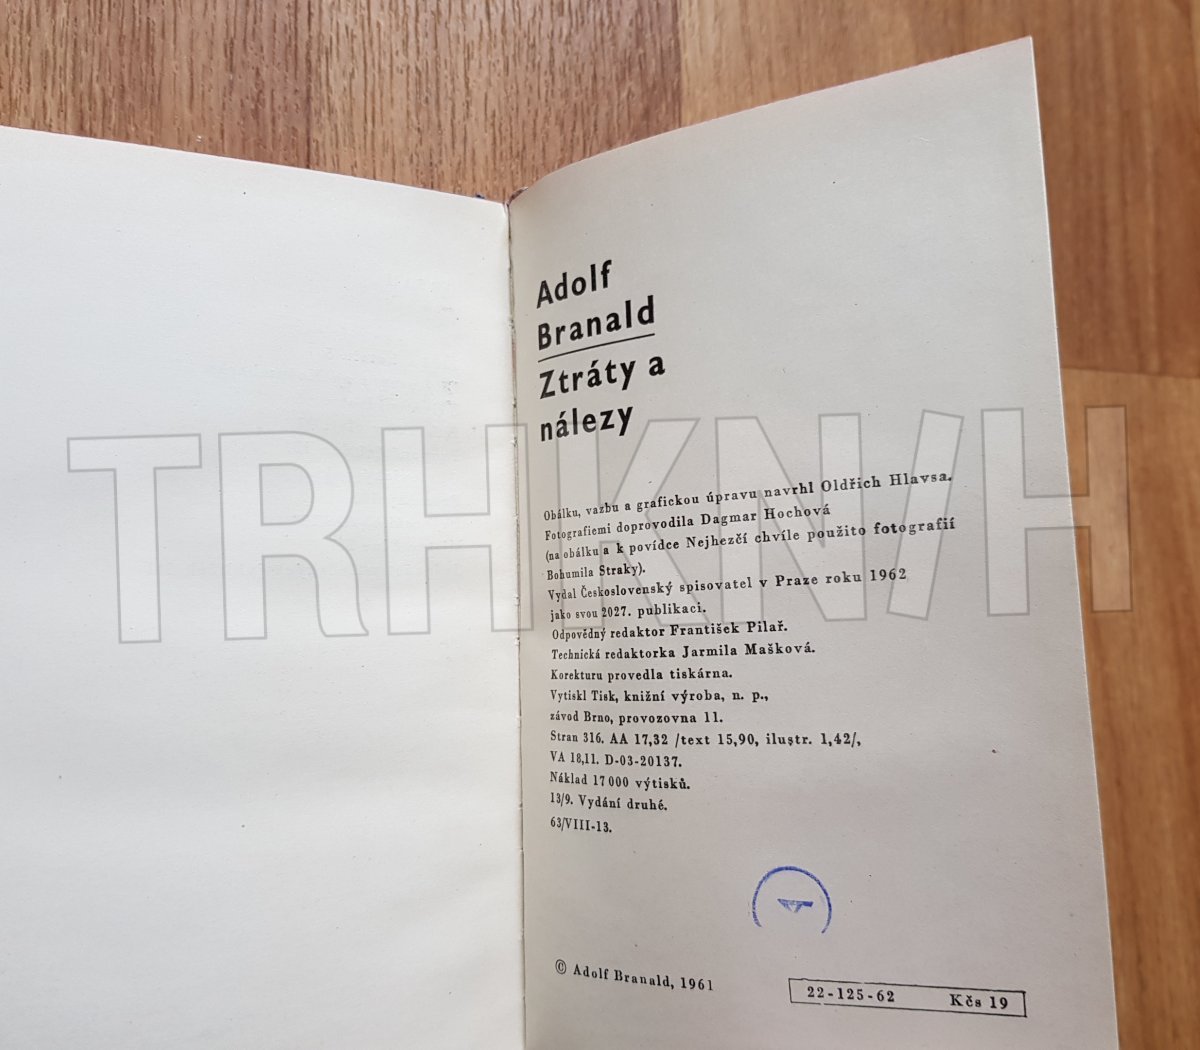 Adolf
Branald
Ztráty a
nálezy
TRHKNIH
Obálku, vazbu a grafickou úpravu navrhl Oldřich Hlavsa.
Fotografiemi doprovodila Dagmar Hochová
(na obálku a k povídce Nejhezčí chvíle použito fotografií
Bohumila Straky).
Vydal Československý spisovatel v Praze roku 1962
jako svou 2027. publikaci.
Odpovědný redaktor František Pilař.
Technická redaktorka Jarmila Mašková.
Korekturu provedla tiskárna.
Vytiskl Tisk, knižní výroba, n. p.,
závod Brno, provozovna 11.
Stran 316. AA 17,32 /text 15,90, ilustr. 1,42/,
VA 18,11. D-03-20137.
Náklad 17 000 výtisků.
13/9. Vydání druhé.
63/VIII-13.
© Adolf Branald, 1961
22-125-62 Kčs 19